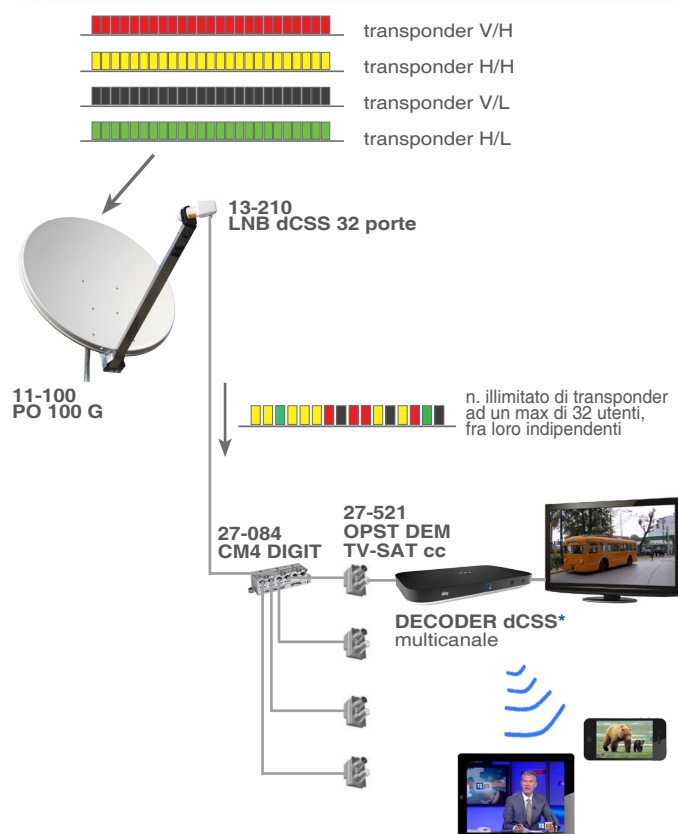 transponder V/H
transponder H/H
transponder V/L
transponder H/L
13-210
LNB dCSS 32 porte
11-100
PO 100 G
n. illimitato di transponder
ad un max di 32 utenti,
fra loro indipendenti
27-084
CM4 DIGIT
27-521
OPST DEM
TV-SAT cc
sky
DECODER dCSS*
multicanale